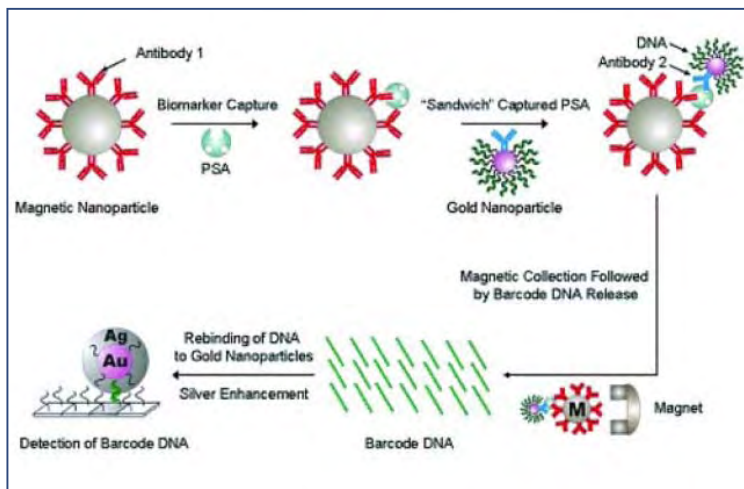 Antibody 1
DNA
Antibody 2
Biomarker Capture
"Sandwich" Captured PSA
PSA
Magnetic Nanoparticle
Gold Nanoparticle
Magnetic Collection Followed
by Barcode DNA Release
Ag
Au
Rebinding of DNA
to Gold Nanoparticles
Silver Enhancement
M
Magnet
Detection of Barcode DNA
Barcode DNA